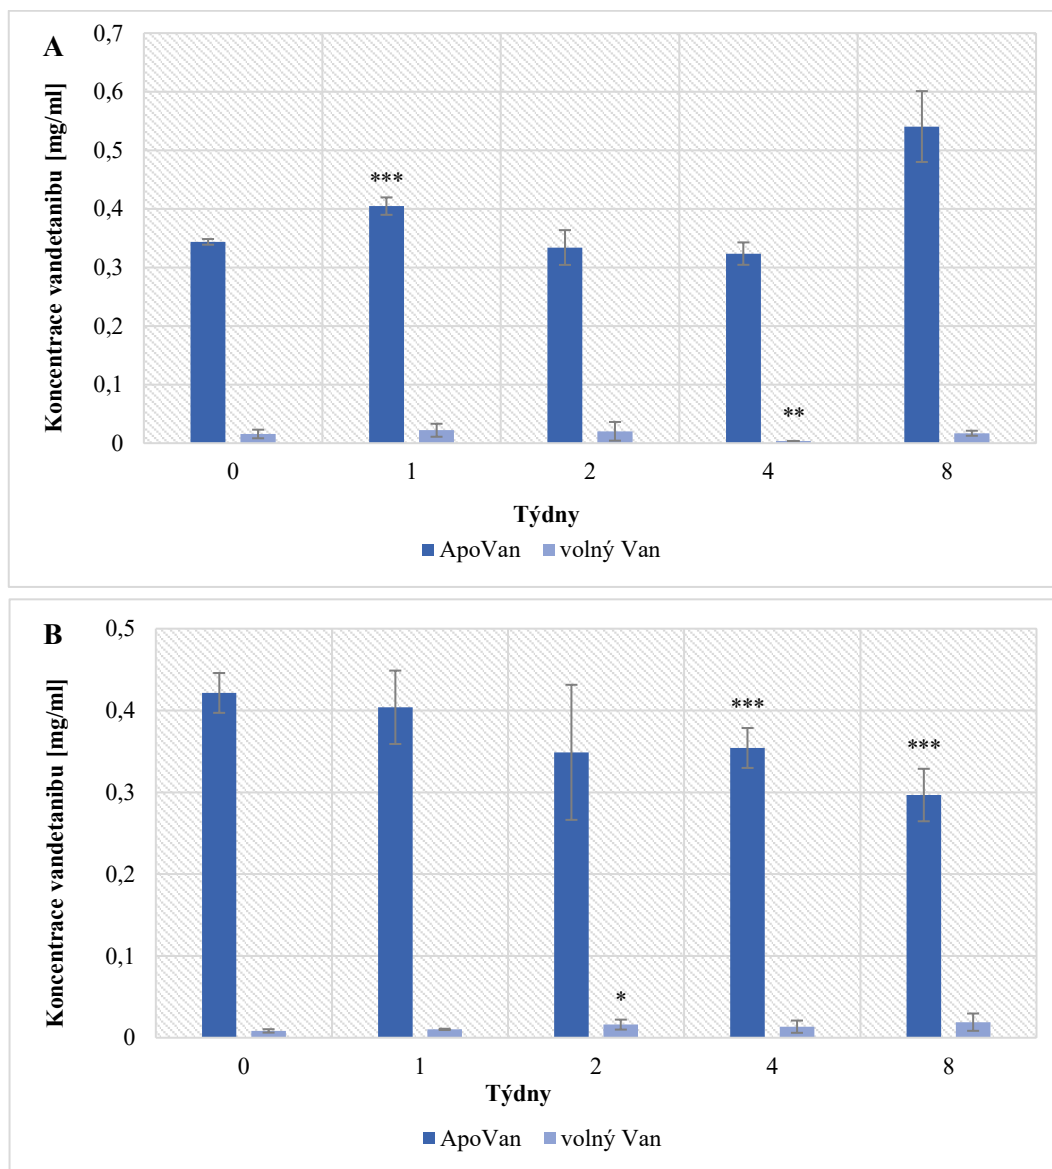 A
Koncentrace vandetanibu [mg/ml]
0,7
0,6
0,5
0,4
0,3
0,2
0,1
0
***
**
0 1 2 4 8
Týdny
ApoVan volný Van
B
Koncentrace vandetanibu [mg/ml]
0,5
0,4
0,3
0,2
0,1
0
***
***
*
0 1 2 4 8
Týdny
ApoVan volný Van